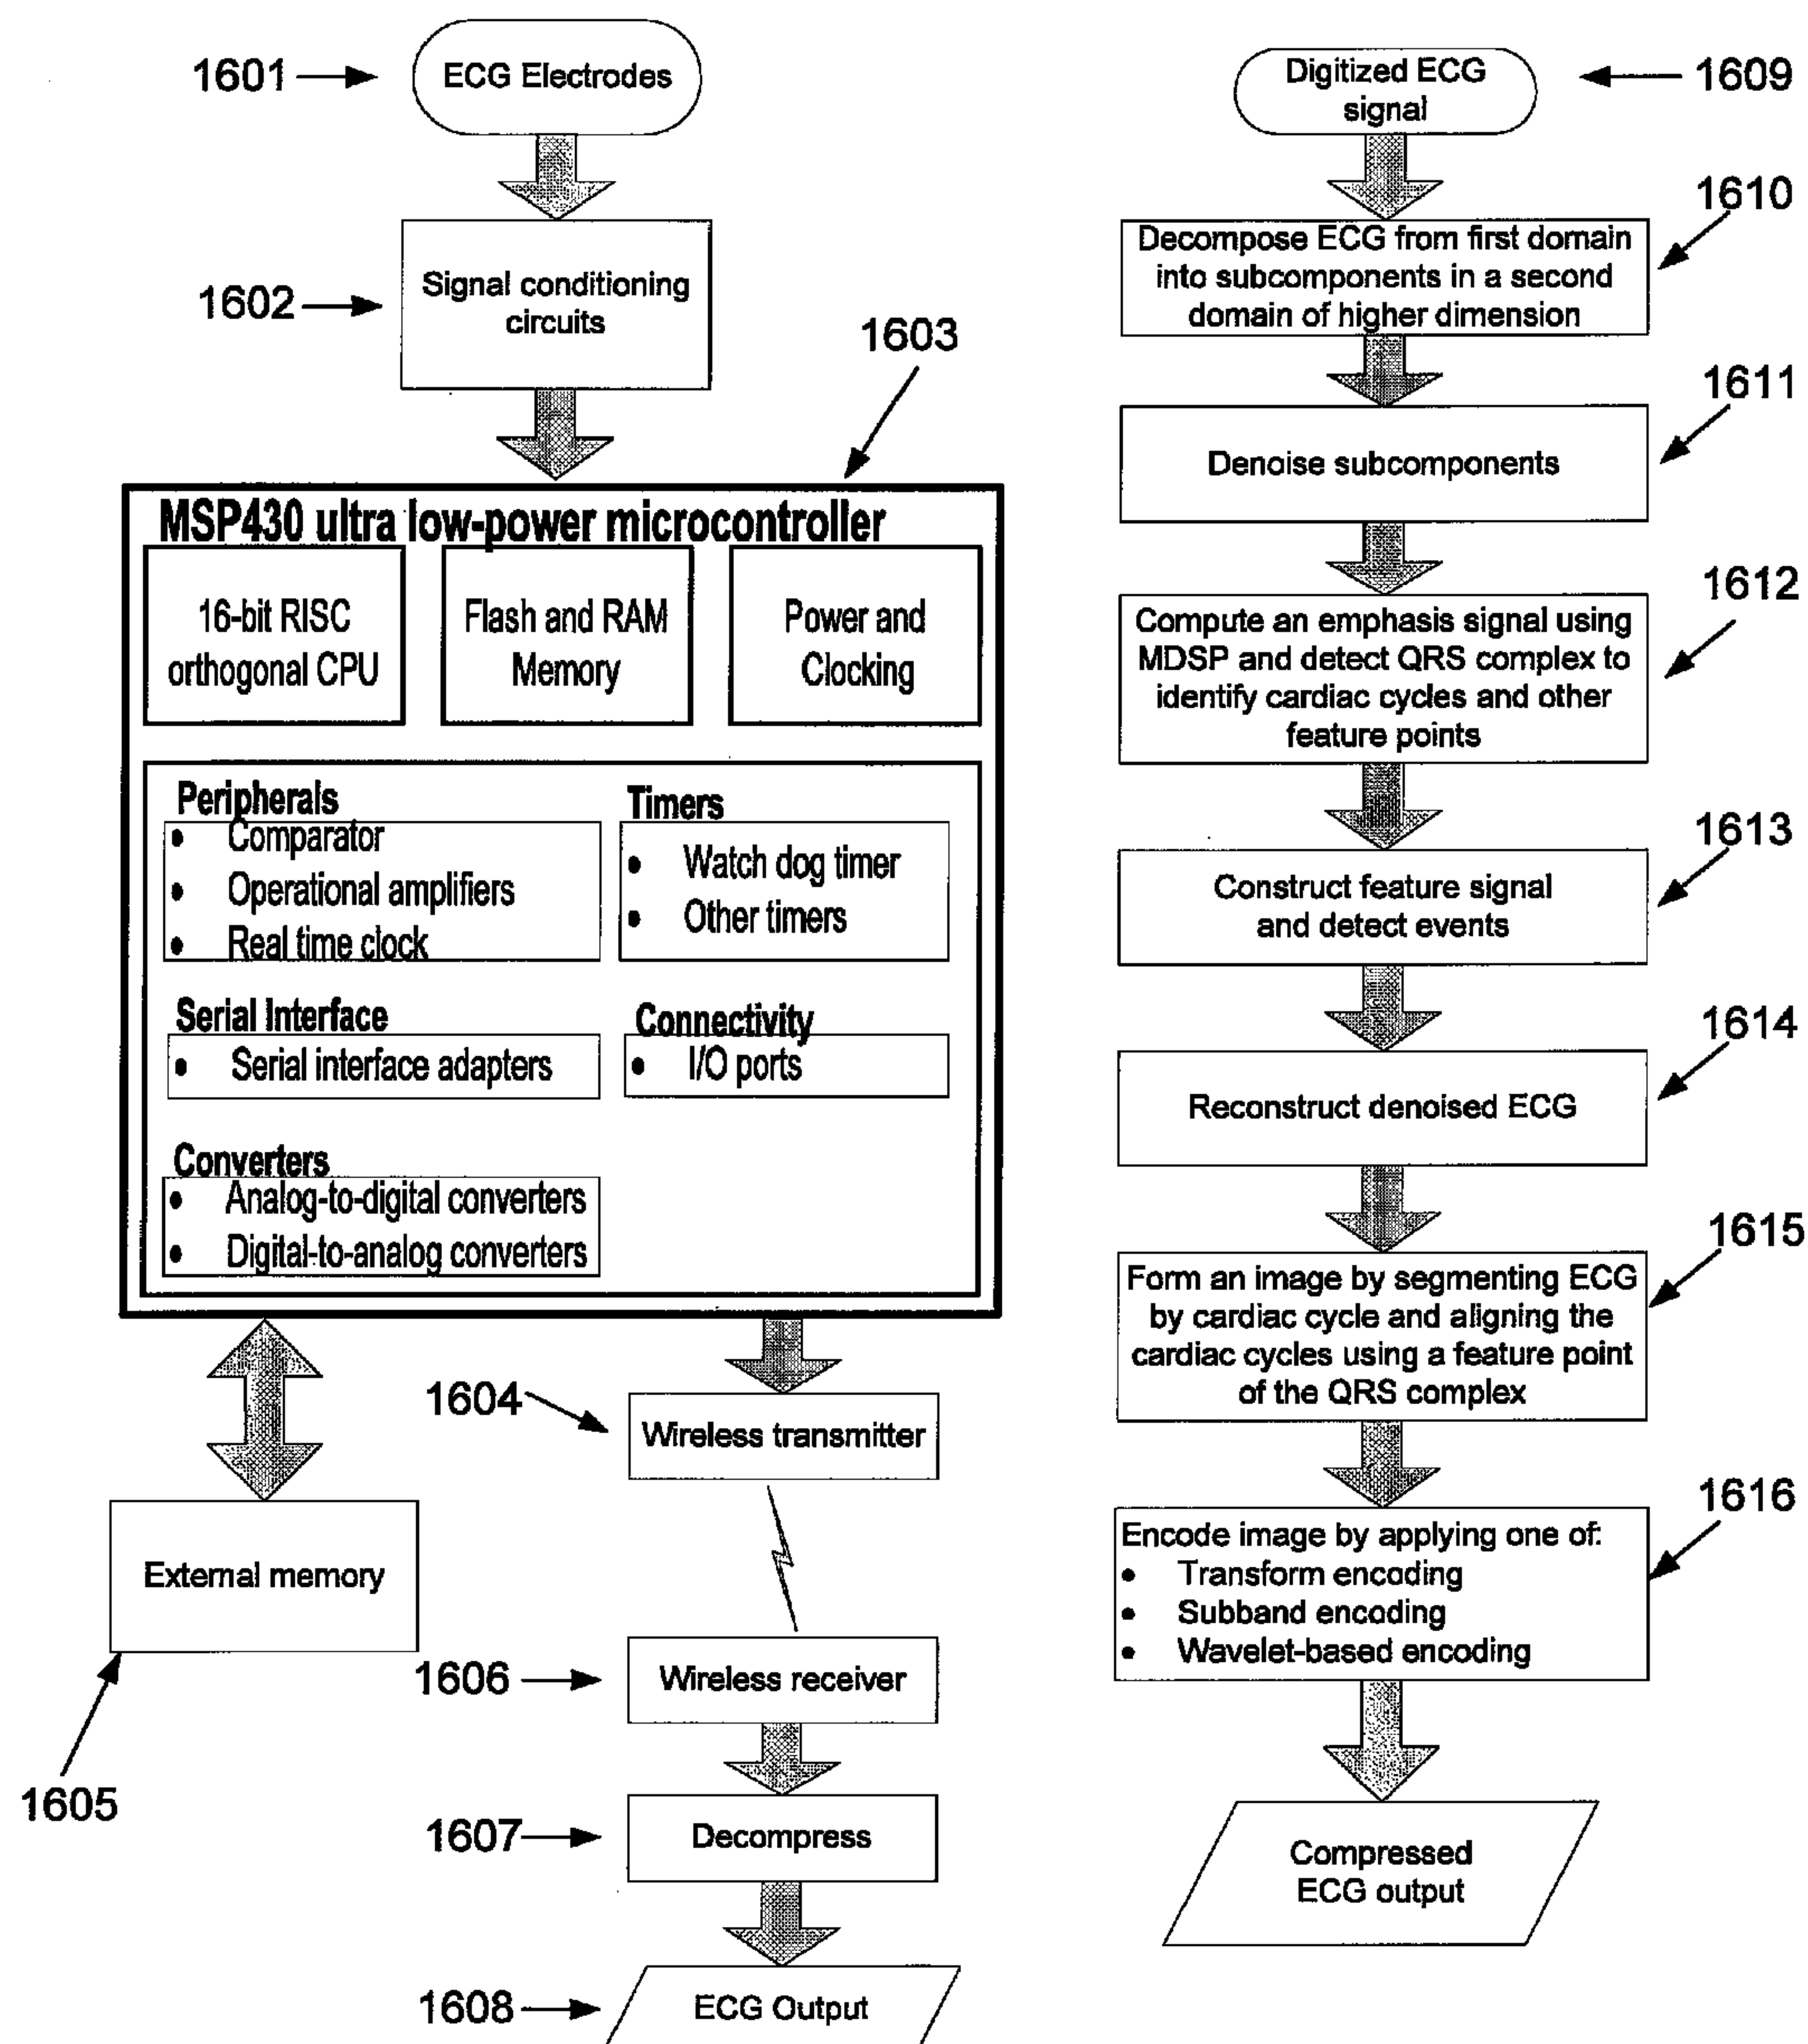 1601
ECG Electrodes
1602
Signal conditioning
circuits
1603
MSP430 ultra low-power microcontroller
16-bit RISC
orthogonal CPU
Flash and RAM
Memory
Power and
Clocking
Peripherals
• Comparator
• Operational amplifiers
• Real time clock
Timers
• Watch dog timer
• Other timers
Serial Interface
• Serial interface adapters
Connectivity
• I/O ports
Converters
• Analog-to-digital converters
• Digital-to-analog converters
1604
Wireless transmitter
External memory
1605
1606
Wireless receiver
1607
Decompress
1608
ECG Output
Digitized ECG
signal
1609
1610
Decompose ECG from first domain
into subcomponents in a second
domain of higher dimension
1611
Denoise subcomponents
1612
Compute an emphasis signal using
MDSP and detect QRS complex to
identify cardiac cycles and other
feature points
1613
Construct feature signal
and detect events
1614
Reconstruct denoised ECG
1615
Form an image by segmenting ECG
by cardiac cycle and aligning the
cardiac cycles using a feature point
of the QRS complex
1616
Encode image by applying one of:
• Transform encoding
• Subband encoding
• Wavelet-based encoding
Compressed
ECG output